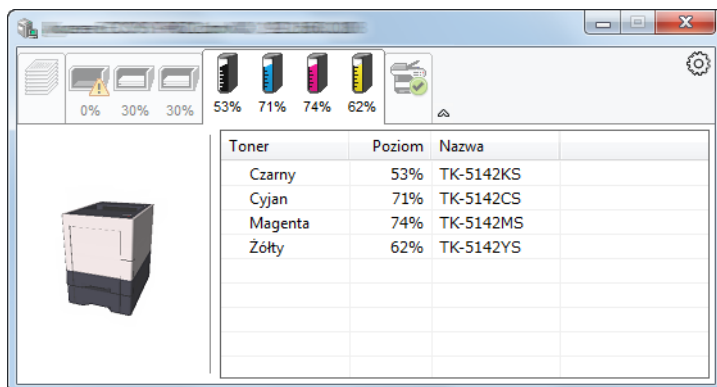 0% 30% 30% 53% 71% 74% 62%
Toner Poziom Nazwa
Czarny 53% TK-5142KS
Cyjan 71% TK-5142CS
Magenta 74% TK-5142MS
Żółty 62% TK-5142YS